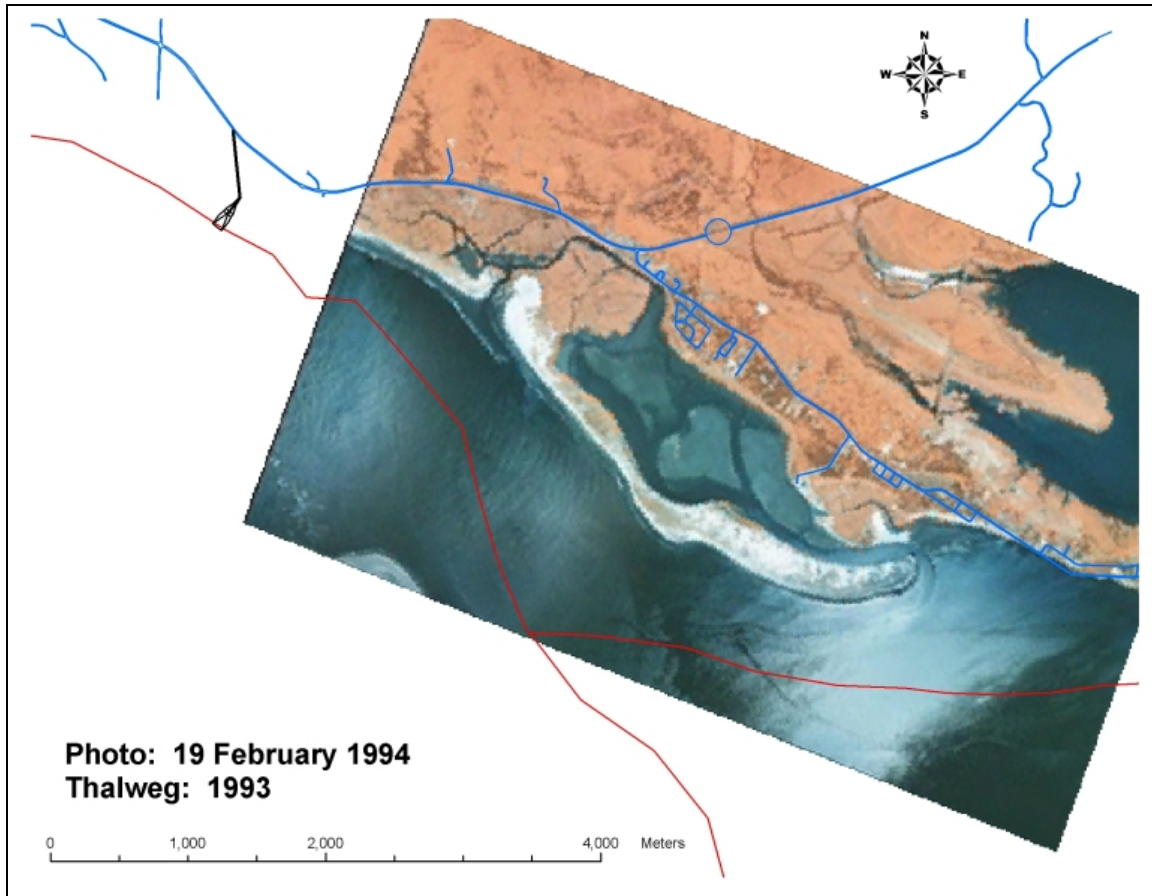 N
W E
S
Photo: 19 February 1994
Thalweg: 1993
0 1,000 2,000 4,000 Meters